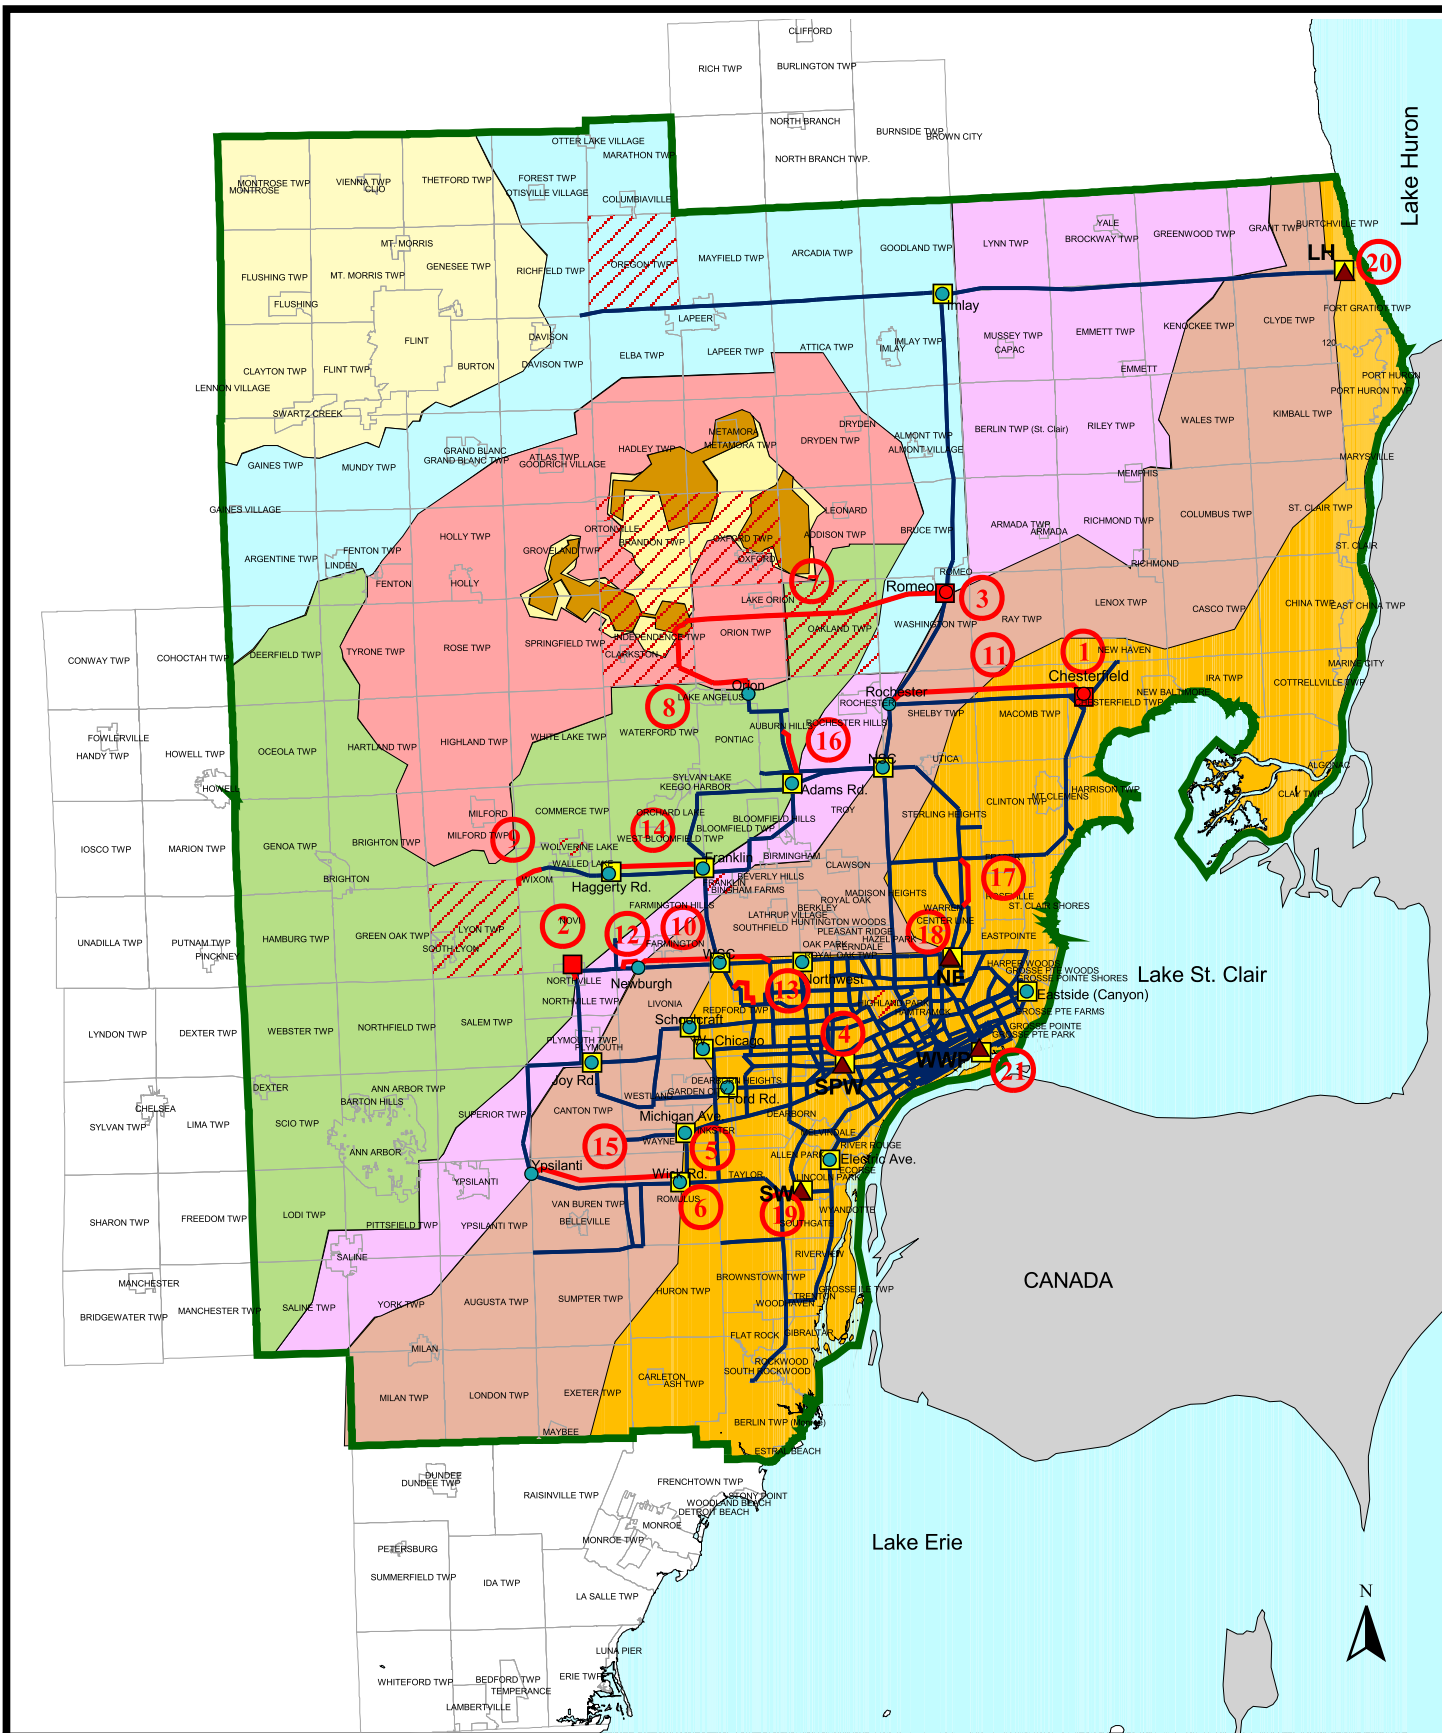 CLIFFORD
RICH TWP
BURLINGTON TWP
NORTH BRANCH
BURNSIDE TWP
BROWN CITY
NORTH BRANCH TWP.
Lake Huron
OTTER LAKE VILLAGE
MARATHON TWP
MONTROSE TWP
MONTROSE
VIENNA TWP
CLIO
THETFORD TWP
FOREST TWP
OTISVILLE VILLAGE
COLUMBIAVILLE
YALE
BROCKWAY TWP
GREENWOOD TWP
GRANT TWP
BURTCHVILLE TWP
LYNN TWP
MT. MORRIS
FLUSHING TWP
MT. MORRIS TWP
GENESEE TWP
RICHFIELD TWP
OREGON TWP
MAYFIELD TWP
ARCADIA TWP
GOODLAND TWP
LH
20
FLUSHING
Imlay
FORT GRATIOT TWP
LAPEER
FLINT
DAVISON
IMLAY TWP
IMLAY
MUSSEY TWP
CAPAC
EMMETT TWP
KENOCKEE TWP
CLYDE TWP
120
CLAYTON TWP
FLINT TWP
BURTON
DAVISON TWP
ELBA TWP
LAPEER TWP
ATTICA TWP
EMMETT
PORT HURON
PORT HURON TWP
LENNON VILLAGE
SWARTZ CREEK
METAMORA
METAMORA TWP
DRYDEN
DRYDEN TWP
ALMONT TWP
ALMONT VILLAGE
BERLIN TWP (St. Clair)
RILEY TWP
WALES TWP
KIMBALL TWP
GAINES TWP
MUNDY TWP
GRAND BLANC
GRAND BLANC TWP
ATLAS TWP
GOODRICH VILLAGE
HADLEY TWP
MEMPHIS
MARYSVILLE
GAINES VILLAGE
LEONARD
ST. CLAIR TWP
COLUMBUS TWP
ARMADA TWP
ARMADA
RICHMOND TWP
ORTONVILLE
BRANDON TWP
OXFORD TWP
OXFORD
ADDISON TWP
BRUCE TWP
HOLLY TWP
GROVELAND TWP
ARGENTINE TWP
FENTON TWP
LINDEN
FENTON
HOLLY
ST. CLAIR
RICHMOND
ROMEO
Romeo
7
3
LAKE ORION
LENOX TWP
CASCO TWP
CHINA TWP
EAST CHINA TWP
RAY TWP
WASHINGTON TWP
OAKLAND TWP
ORION TWP
INDEPENDENCE TWP
CLARKSTON
SPRINGFIELD TWP
ROSE TWP
TYRONE TWP
DEERFIELD TWP
CONWAY TWP
COHOCTAH TWP
11
1
NEW HAVEN
Chesterfield
CHESTERFIELD TWP
NEW BALTIMORE
IRA TWP
MARINE CITY
COTTRELLVILLE TWP
Orion
LAKE ANGELUS
8
Rochester
ROCHESTER
SHELBY TWP
MACOMB TWP
ROCHESTER HILLS
AUBURN HILLS
16
PONTIAC
WATERFORD TWP
WHITE LAKE TWP
HIGHLAND TWP
HARTLAND TWP
OCEOLA TWP
FOWLERVILLE
HANDY TWP
HOWELL TWP
HOWELL
NSC
UTICA
ALGONAC
CLAY TWP
SYLVAN LAKE
KEEGO HARBOR
Adams Rd.
HARRISON TWP
MT.CLEMENS
CLINTON TWP
STERLING HEIGHTS
TROY
BLOOMFIELD HILLS
BLOOMFIELD TWP
ORCHARD LAKE
14
WEST BLOOMFIELD TWP
COMMERCE TWP
MILFORD
MILFORD TWP
9
WOLVERINE LAKE
WALLED LAKE
BRIGHTON TWP
GENOA TWP
IOSCO TWP
MARION TWP
BIRMINGHAM
Franklin
FRANKLIN
BEVERLY HILLS
BINGHAM FARMS
CLAWSON
FRASER
17
ROSEVILLE
ST. CLAIR SHORES
BRIGHTON
WIXOM
Haggerty Rd.
MADISON HEIGHTS
ROYAL OAK
BERKLEY
LATHRUP VILLAGE
HUNTINGTON WOODS
WARREN
CENTER LINE
FARMINGTON HILLS
SOUTHFIELD
PLEASANT RIDGE
HAZEL PARK
18
EASTPOINTE
2
NOVI
12
10
FARMINGTON
OAK PARK
FERNDALE
ROYAL OAK TWP
UNADILLA TWP
PUTNAM TWP
PINCKNEY
HAMBURG TWP
GREEN OAK TWP
LYON TWP
SOUTH LYON
WSC
HARPER WOODS
GROSSE PTE WOODS
GROSSE POINTE SHORES
Lake St. Clair
NORTHVILLE
Newburgh
Northwest
NE
13
Eastside (Canyon)
NORTHVILLE TWP
LIVONIA
REDFORD TWP
HIGHLAND PARK
HAMTRAMCK
GROSSE PTE FARMS
GROSSE POINTE
GROSSE PTE PARK
Schoolcraft
W. Chicago
4
LYNDON TWP
DEXTER TWP
WEBSTER TWP
NORTHFIELD TWP
SALEM TWP
PLYMOUTH TWP
PLYMOUTH
Joy Rd.
WWP
21
SPW
DEXTER
ANN ARBOR TWP
BARTON HILLS
DEARBORN HEIGHTS
GARDEN CITY
Ford Rd.
WESTLAND
CHELSEA
SYLVAN TWP
LIMA TWP
SCIO TWP
SUPERIOR TWP
CANTON TWP
Michigan Ave.
INKSTER
DEARBORN
MELVINDALE
RIVER ROUGE
WAYNE
15
5
ALLEN PARK
Electric Ave.
ECORSE
ANN ARBOR
Ypsilanti
YPSILANTI
Wick Rd.
TAYLOR
LINCOLN PARK
SW
ROMULUS
6
19
WYANDOTTE
SOUTHGATE
SHARON TWP
FREEDOM TWP
LODI TWP
PITTSFIELD TWP
YPSILANTI TWP
VAN BUREN TWP
BELLEVILLE
SALINE
RIVERVIEW
CANADA
MANCHESTER
BRIDGEWATER TWP
MANCHESTER TWP
SALINE TWP
YORK TWP
AUGUSTA TWP
SUMPTER TWP
HURON TWP
BROWNSTOWN TWP
GROSSE ILE TWP
TRENTON
WOODHAVEN
GIBRALTAR
FLAT ROCK
MILAN
ROCKWOOD
SOUTH ROCKWOOD
CARLETON
ASH TWP
MILAN TWP
LONDON TWP
EXETER TWP
MAYBEE
BERLIN TWP (Monroe)
ESTRAL BEACH
DUNDEE
DUNDEE TWP
RAISINVILLE TWP
FRENCHTOWN TWP
STONY POINT
WOODLAND BEACH
DETROIT BEACH
MONROE
MONROE TWP
Lake Erie
PETERSBURG
SUMMERFIELD TWP
IDA TWP
LA SALLE TWP
N
LUNA PIER
WHITEFORD TWP
BEDFORD TWP
TEMPERANCE
ERIE TWP
LAMBERTVILLE